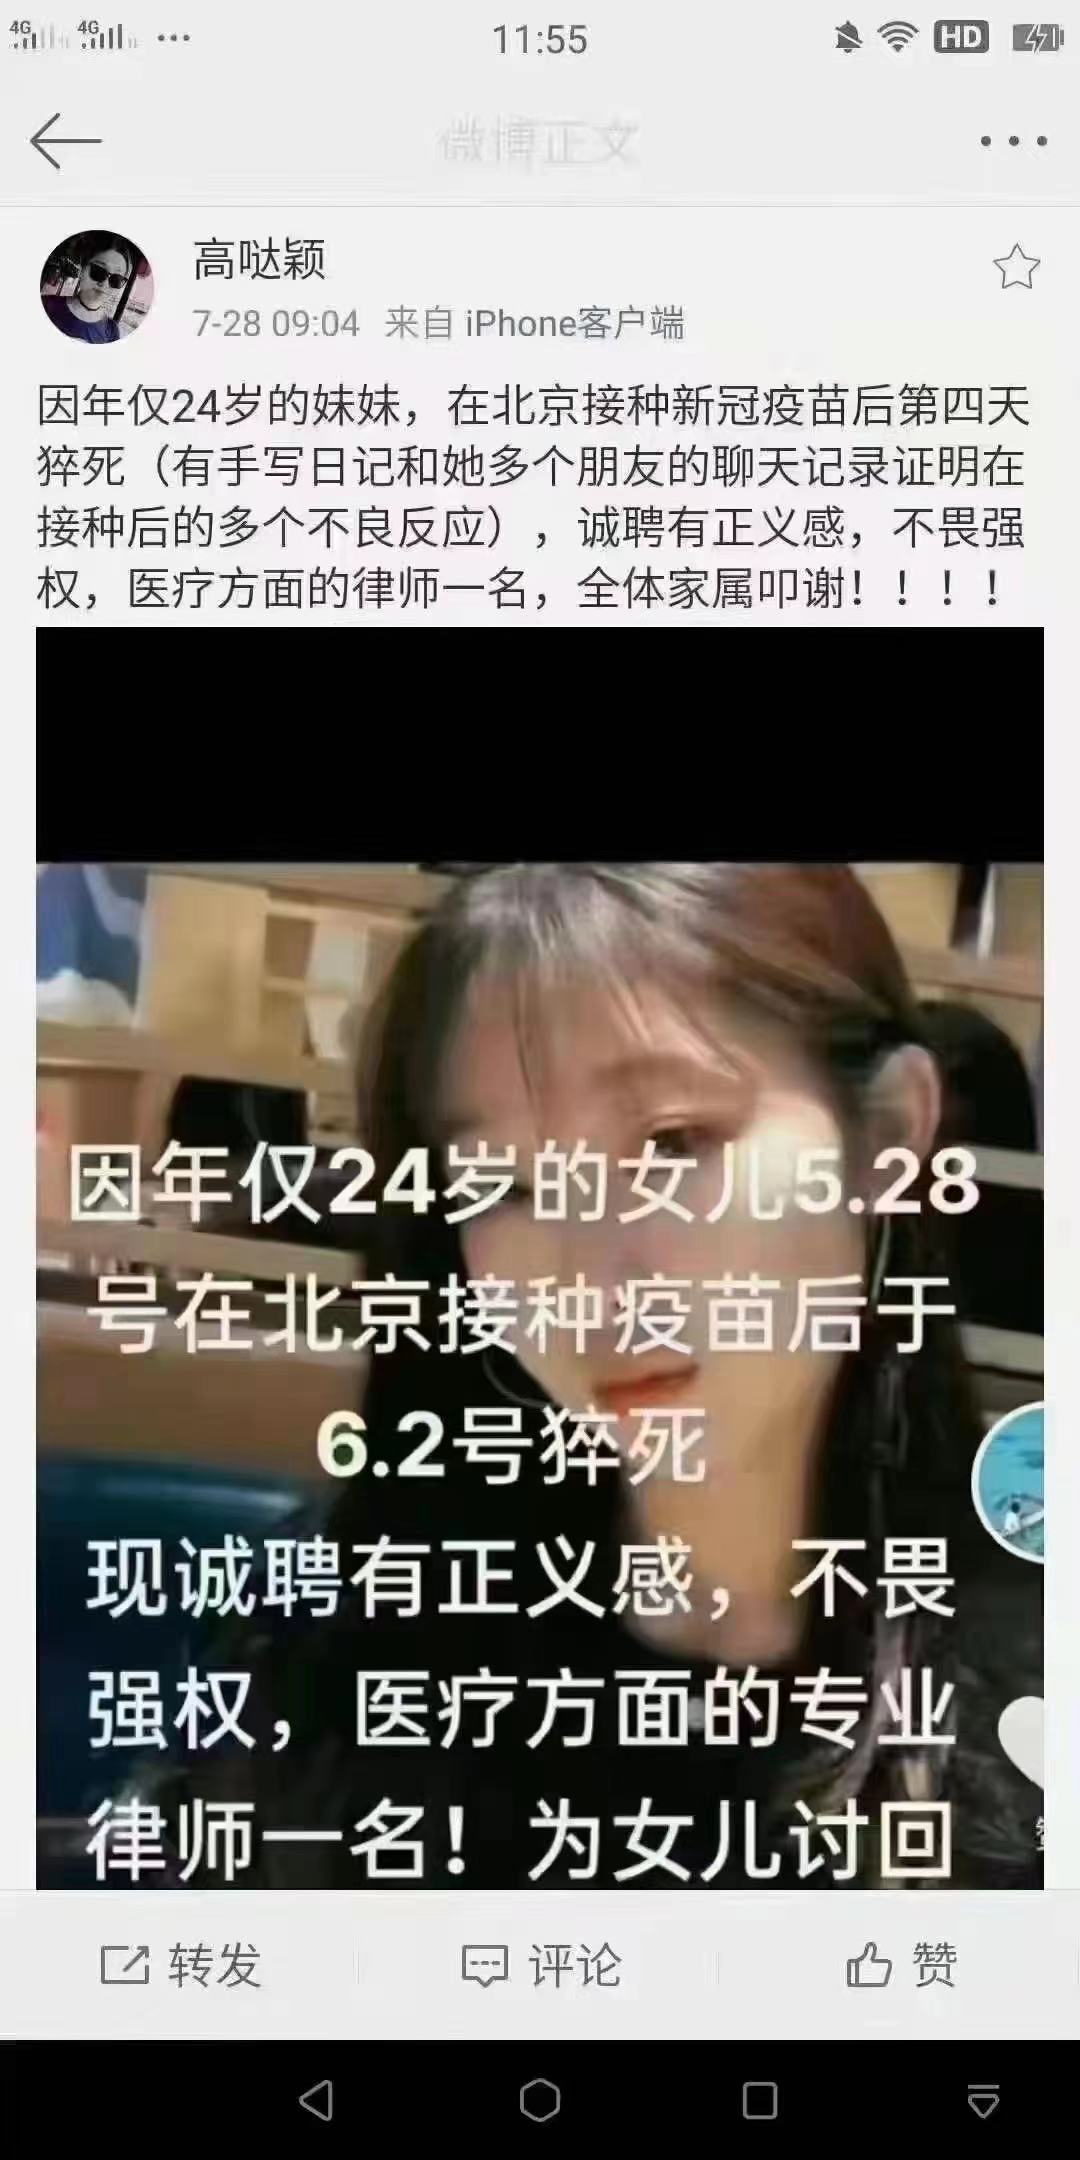 4G 4G 11:55 HD
微博正文
高哒颖
7-28 09:04 来自 iPhone客户端
因年仅24岁的妹妹，在北京接种新冠疫苗后第四天
猝死（有手写日记和她多个朋友的聊天记录证明在
接种后的多个不良反应），诚聘有正义感，不畏强
权，医疗方面的律师一名，全体家属叩谢！！！！
因年仅24岁的女儿5.28
号在北京接种疫苗后于
6.2号猝死
现诚聘有正义感，不畏
强权，医疗方面的专业
律师一名！为女儿讨回
转发 评论 赞